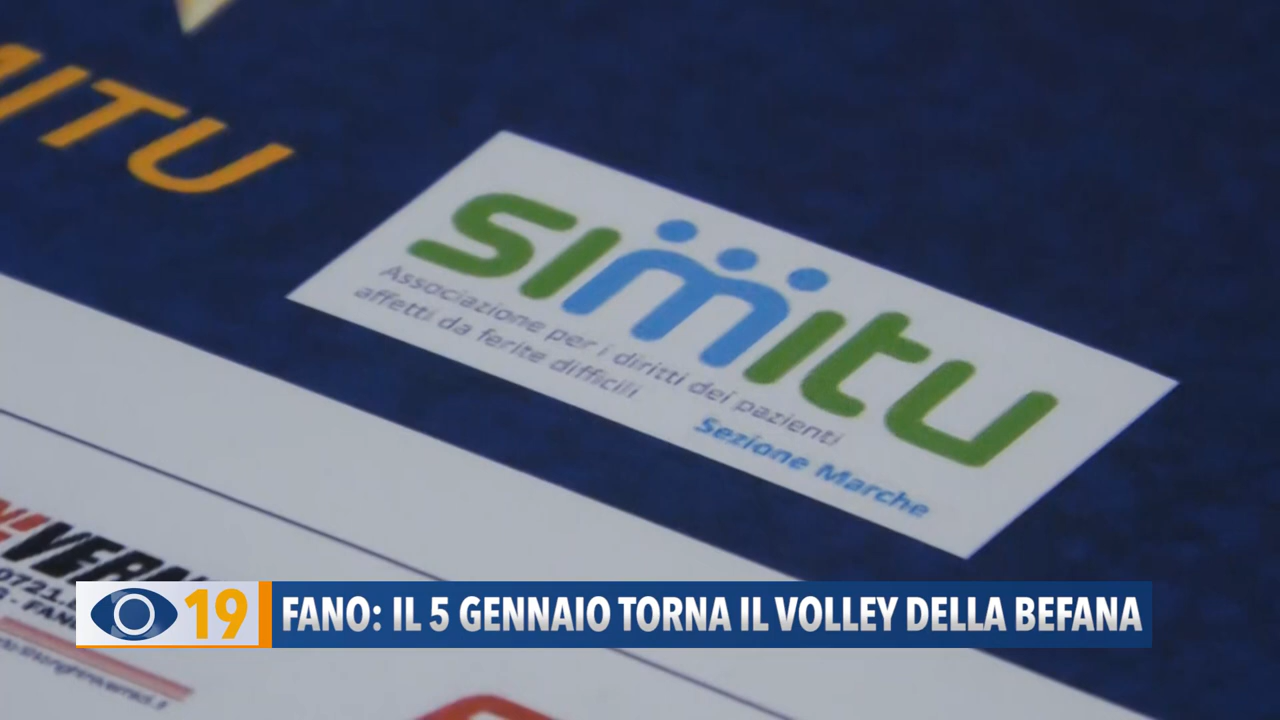 SIMITU
Associazione per i diritti dei pazienti
affetti da ferite difficili
Sezione Marche
0721
19
FANO: IL 5 GENNAIO TORNA IL VOLLEY DELLA BEFANA